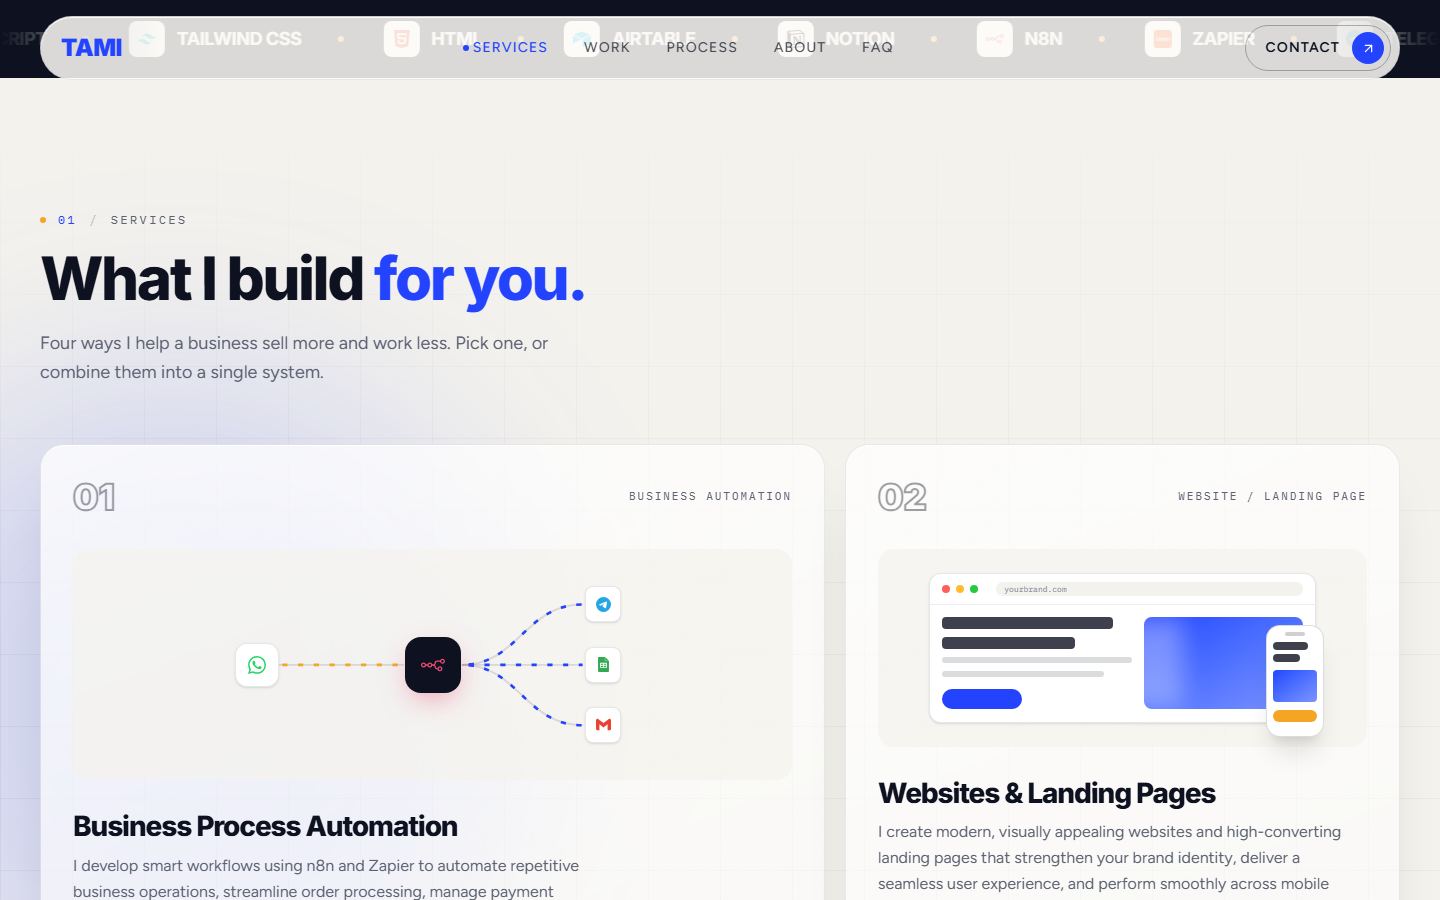 TAMI
TAILWIND CSS
HTML
AIRTABLE
NOTION
N8N
ZAPIER
SERVICES
WORK
PROCESS
ABOUT
FAQ
CONTACT
01 / SERVICES
What I build for you.
Four ways I help a business sell more and work less. Pick one, or
combine them into a single system.
01
BUSINESS AUTOMATION
Business Process Automation
I develop smart workflows using n8n and Zapier to automate repetitive
business operations, streamline order processing, manage payment
02
WEBSITE / LANDING PAGE
yourbrand.com
Websites & Landing Pages
I create modern, visually appealing websites and high-converting
landing pages that strengthen your brand identity, deliver a
seamless user experience, and perform smoothly across mobile